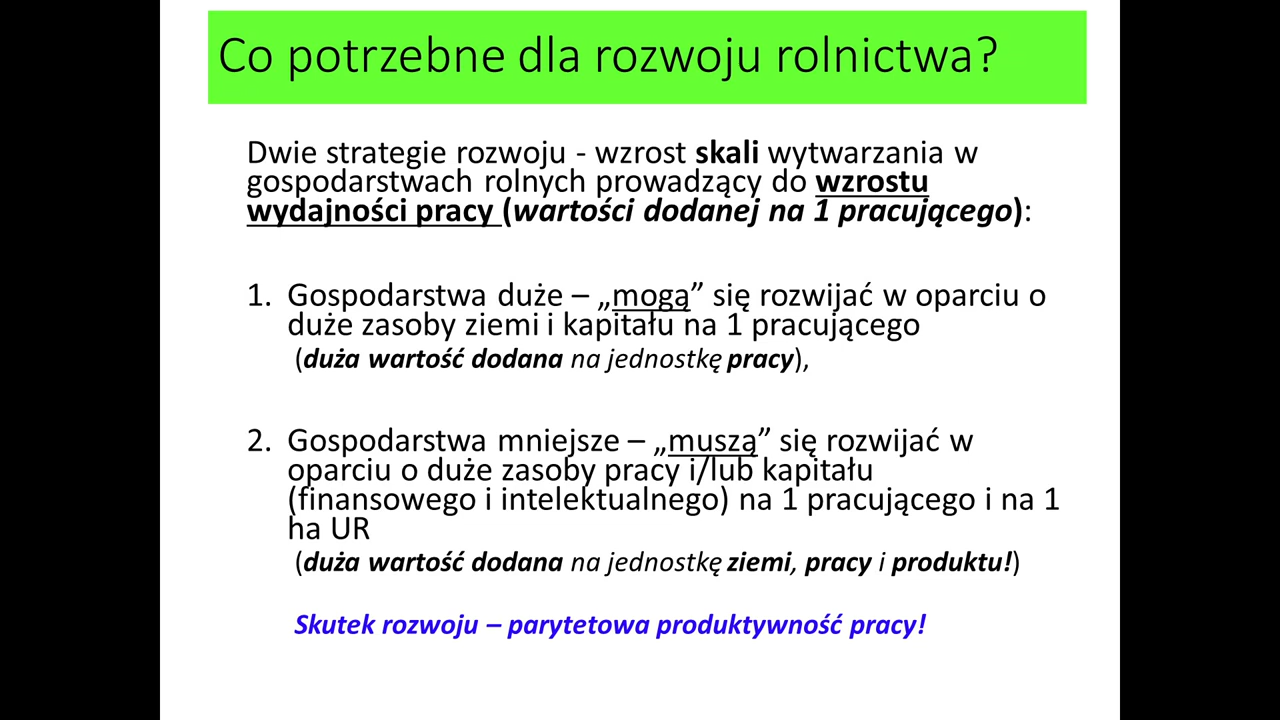 Co potrzebne dla rozwoju rolnictwa?
Dwie strategie rozwoju - wzrost skali wytwarzania w
gospodarstwach rolnych prowadzący do wzrostu
wydajności pracy (wartości dodanej na 1 pracującego):
1. Gospodarstwa duże – „mogą” się rozwijać w oparciu o
duże zasoby ziemi i kapitału na 1 pracującego
(duża wartość dodana na jednostkę pracy),
2. Gospodarstwa mniejsze – „muszą” się rozwijać w
oparciu o duże zasoby pracy i/lub kapitału
(finansowego i intelektualnego) na 1 pracującego i na 1
ha UR
(duża wartość dodana na jednostkę ziemi, pracy i produktu!)
Skutek rozwoju – parytetowa produktywność pracy!